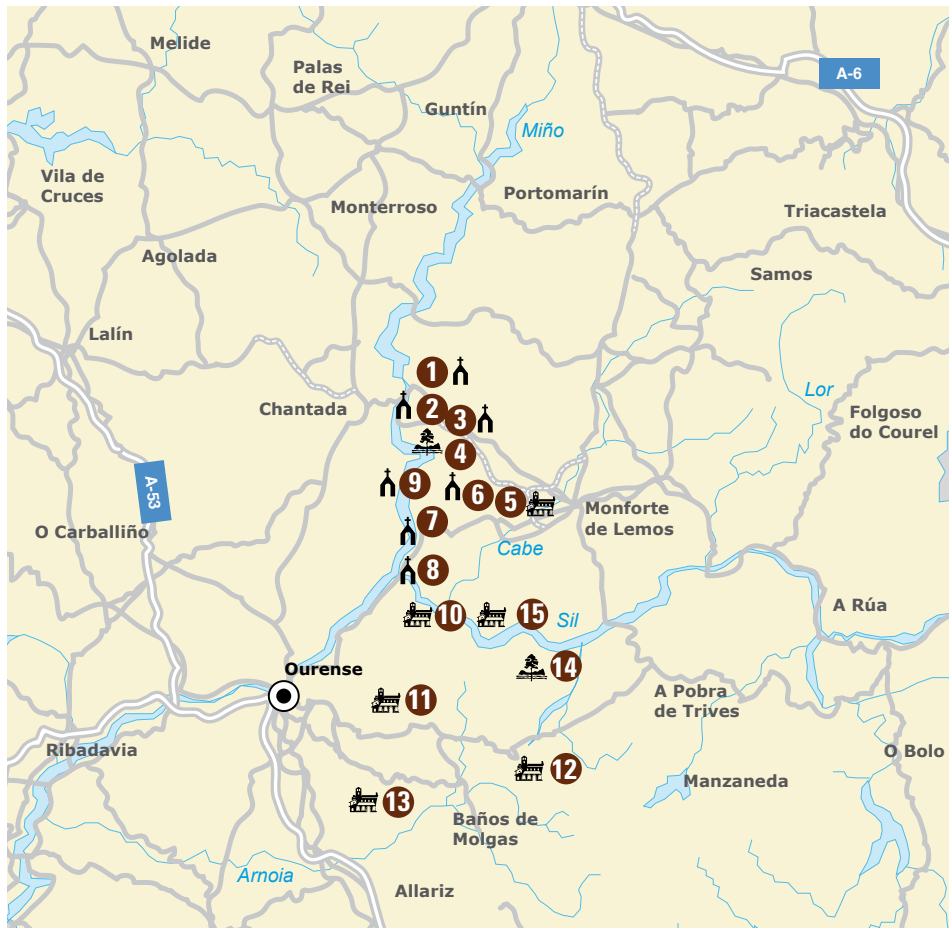 Melide
Palas
de Rei
A-6
Guntín
Miño
Vila de
Cruces
Portomarín
Monterroso
Triacastela
Agolada
Samos
Lalín
1
Chantada
2
3
Lor
Folgoso
do Courel
4
A-53
9
6
5
Monforte
de Lemos
O Carballiño
7
Cabe
8
10
15
Sil
A Rúa
Ourense
14
11
A Pobra
de Trives
Ribadavia
O Bolo
12
Manzaneda
13
Baños de
Molgas
Arnoia
Allariz